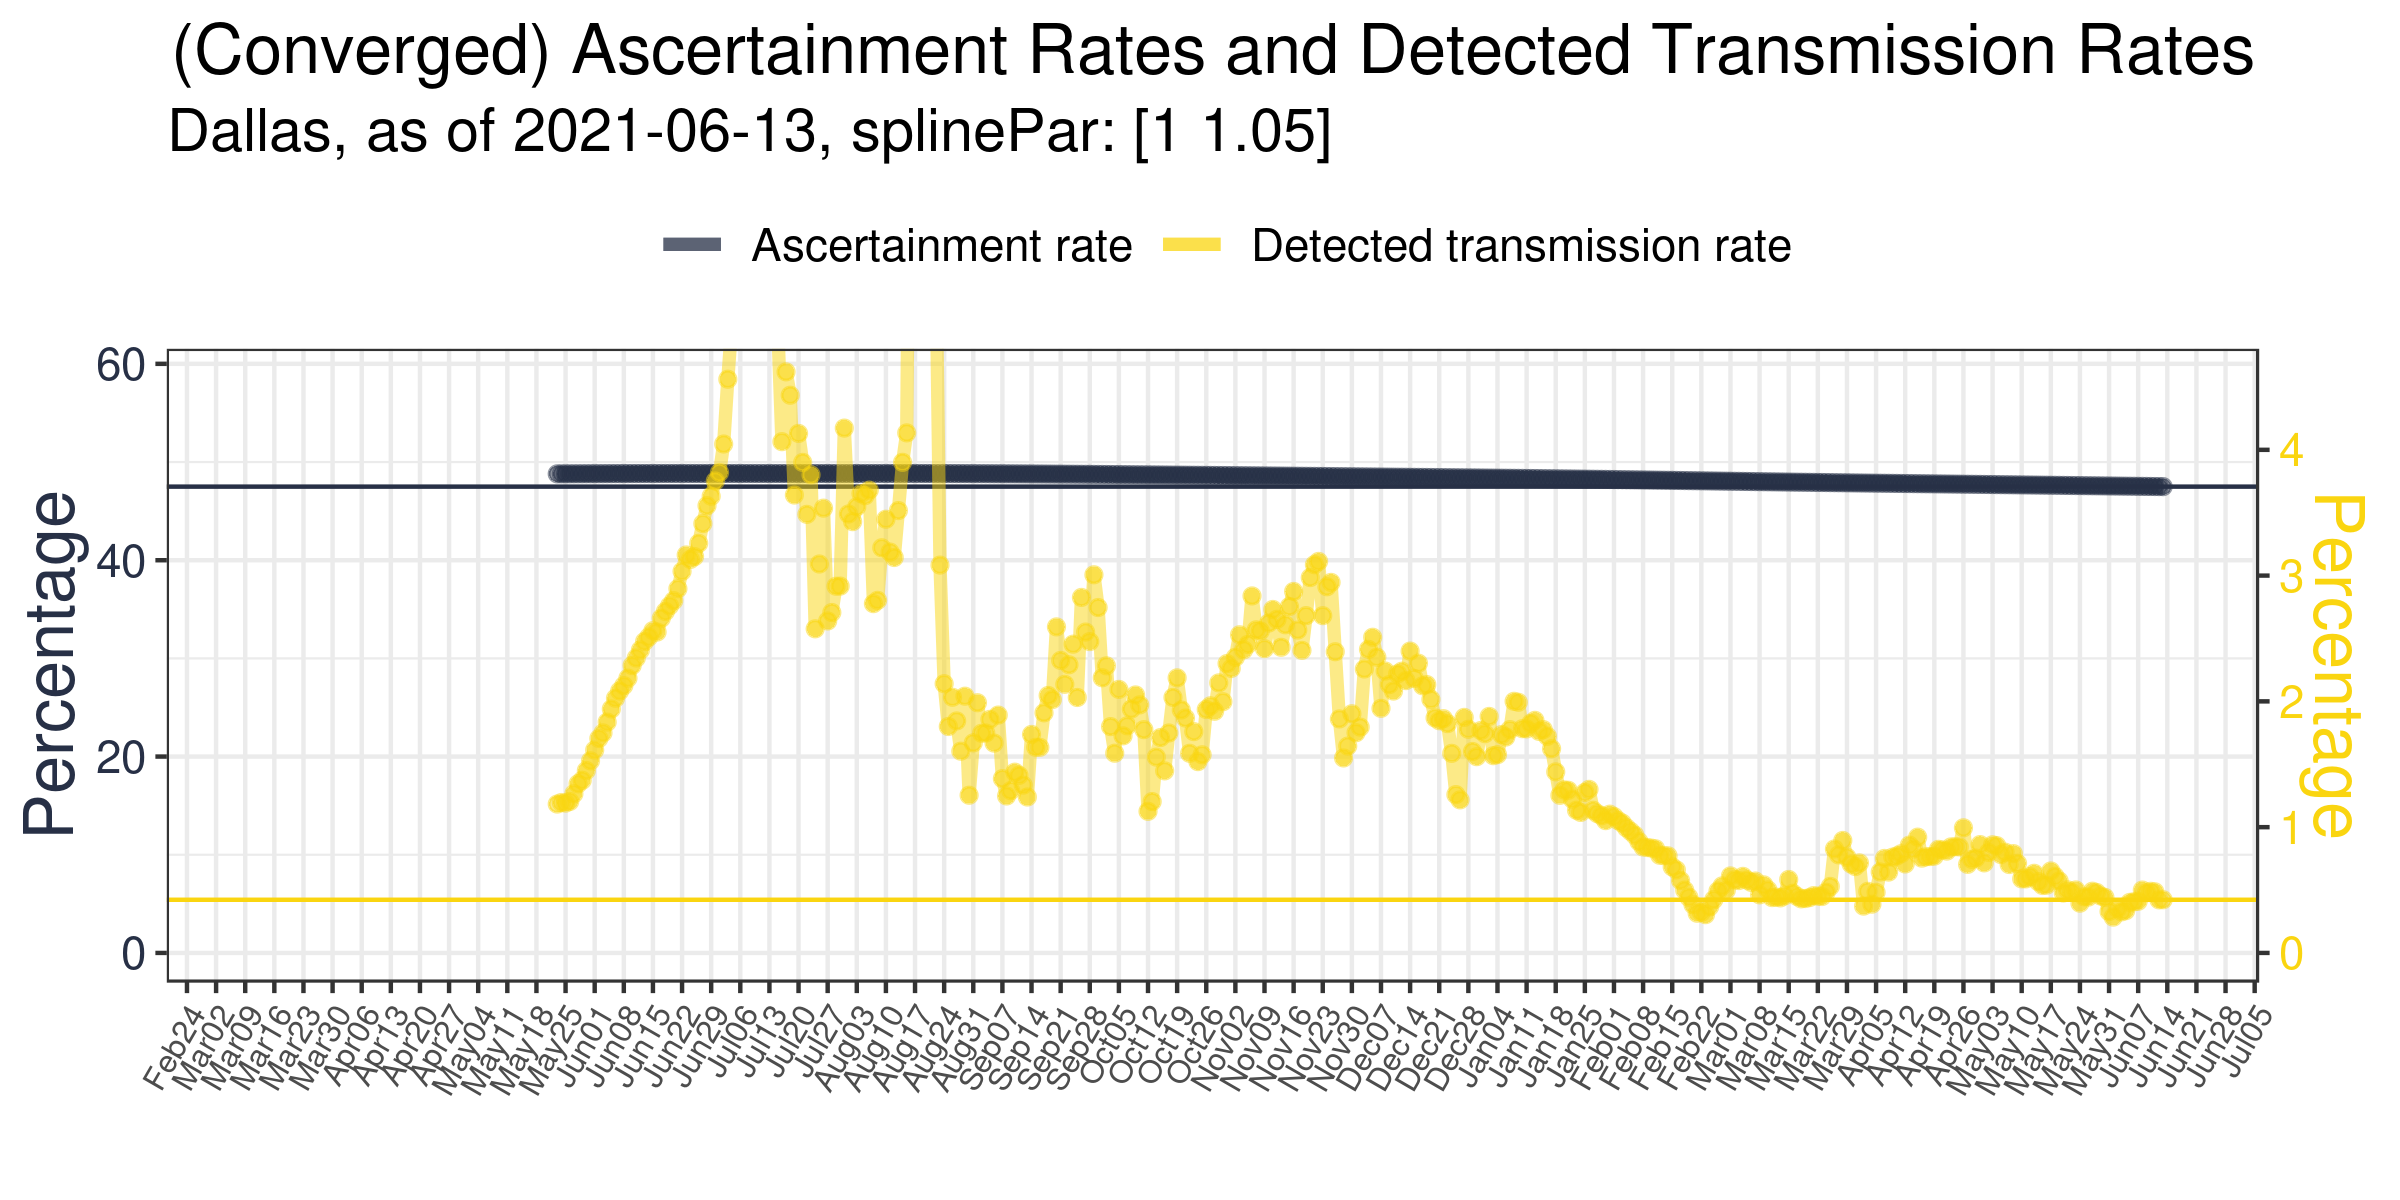 (Converged) Ascertainment Rates and Detected Transmission Rates
Dallas, as of 2021-06-13, splinePar: [1 1.05]
Ascertainment rate
Detected transmission rate
Percentage
60
40
20
0
4
3
2
1
0
Percentage
Feb24
Mar02
Mar09
Mar16
Mar23
Mar30
Apr06
Apr13
Apr20
Apr27
May04
May11
May18
May25
Jun01
Jun08
Jun15
Jun22
Jun29
Jul06
Jul13
Jul20
Jul27
Aug03
Aug10
Aug17
Aug24
Aug31
Sep07
Sep14
Sep21
Sep28
Oct05
Oct12
Oct19
Oct26
Nov02
Nov09
Nov16
Nov23
Nov30
Dec07
Dec14
Dec21
Dec28
Jan04
Jan11
Jan18
Jan25
Feb01
Feb08
Feb15
Feb22
Mar01
Mar08
Mar15
Mar22
Mar29
Apr05
Apr12
Apr19
Apr26
May03
May10
May17
May24
May31
Jun07
Jun14
Jun21
Jun28
Jul05